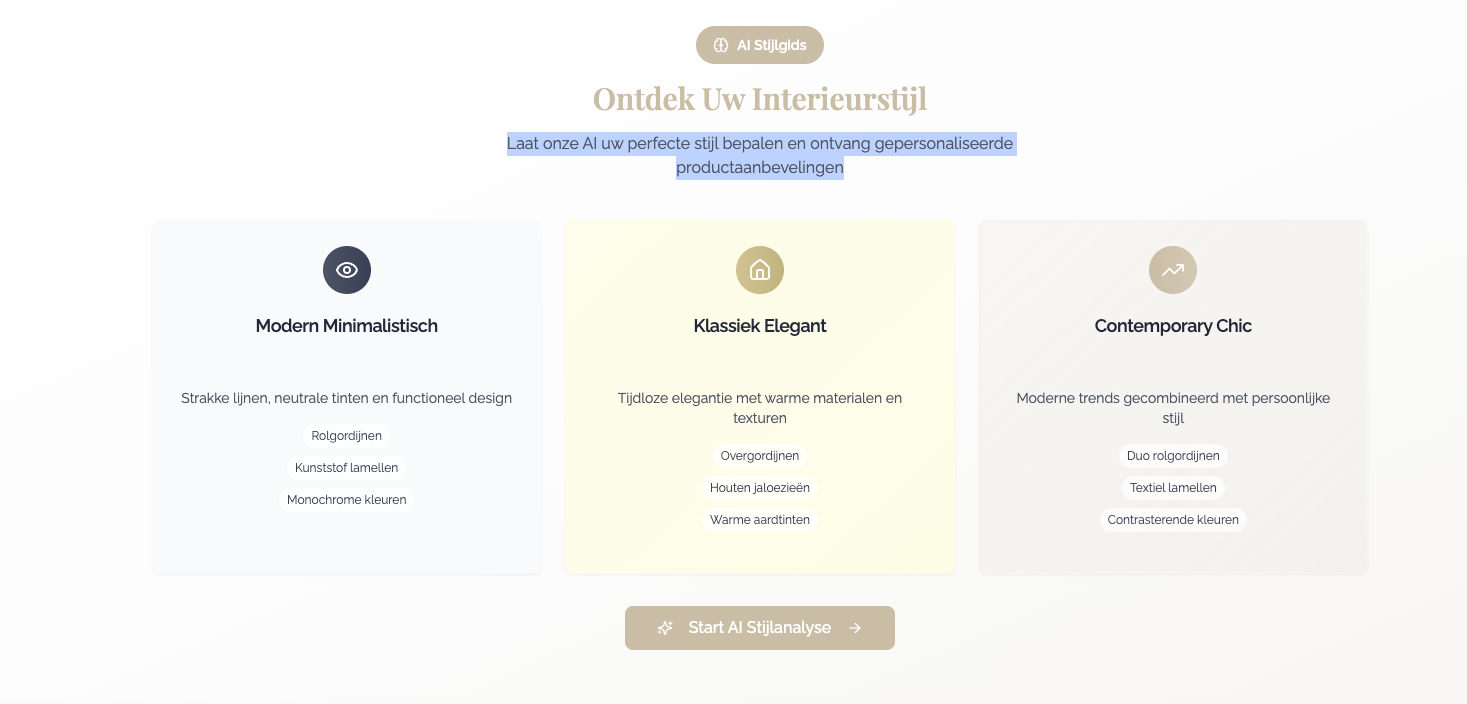 AI Stijlgids
Ontdek Uw Interieurstijl
Laat onze AI uw perfecte stijl bepalen en ontvang gepersonaliseerde
productaanbevelingen
Modern Minimalistisch
Strakke lijnen, neutrale tinten en functioneel design
Rolgordijnen
Kunststof lamellen
Monochrome kleuren
Klassiek Elegant
Tijdloze elegantie met warme materialen en
texturen
Overgordijnen
Houten jaloezieën
Warme aardtinten
Contemporary Chic
Moderne trends gecombineerd met persoonlijke
stijl
Duo rolgordijnen
Textiel lamellen
Contrasterende kleuren
Start AI Stijlanalyse